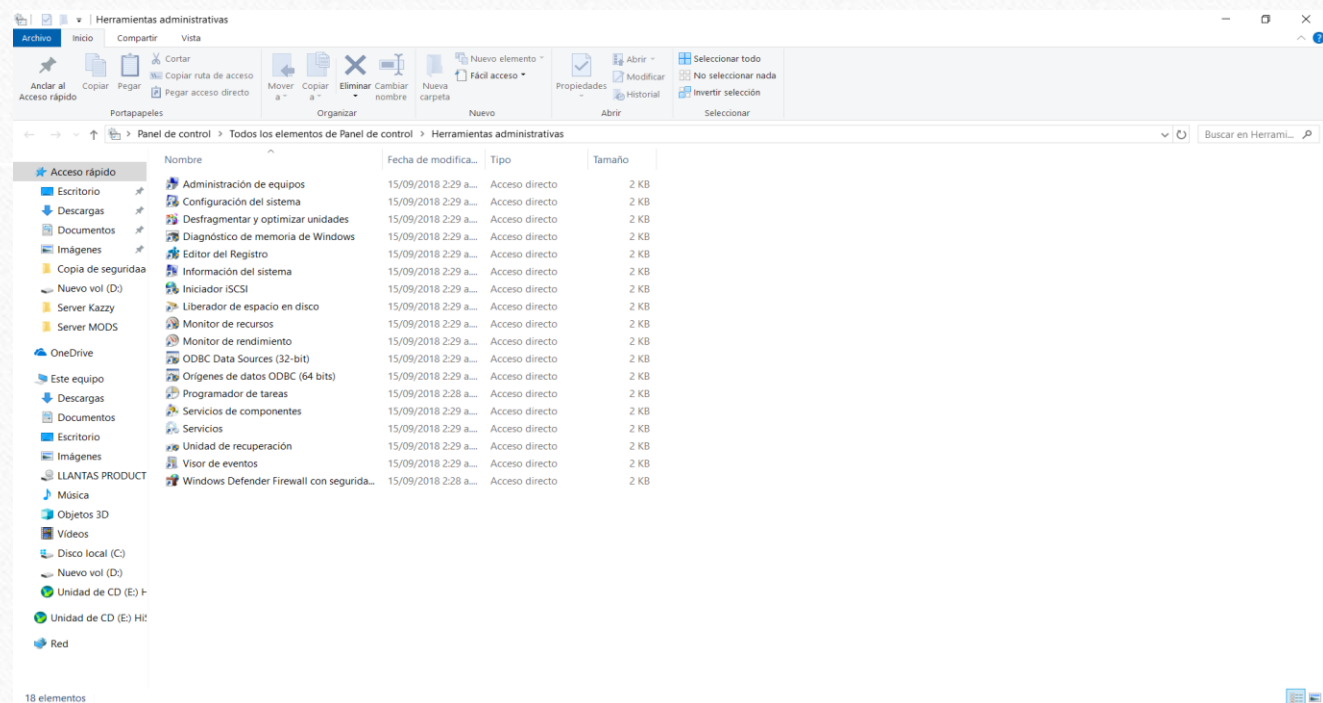 Herramientas administrativas
Archivo Inicio Compartir Vista
Anclar al Acceso rápido
Copiar
Pegar
Cortar
Copiar ruta de acceso
Pegar acceso directo
Portapapeles
Mover a
Copiar a
Eliminar
Cambiar nombre
Organizar
Nueva carpeta
Nuevo elemento
Fácil acceso
Nuevo
Propiedades
Abrir
Modificar
Historial
Abrir
Seleccionar todo
No seleccionar nada
Invertir selección
Seleccionar
Panel de control > Todos los elementos de Panel de control > Herramientas administrativas
Buscar en Herrami...
Acceso rápido
Escritorio
Descargas
Documentos
Imágenes
Copia de seguridaa
Nuevo vol (D:)
Server Kazzy
Server MODS
OneDrive
Este equipo
Descargas
Documentos
Escritorio
Imágenes
LLANTAS PRODUCT
Música
Objetos 3D
Vídeos
Disco local (C:)
Nuevo vol (D:)
Unidad de CD (E:) H
Unidad de CD (E:) HiS
Red
Nombre Fecha de modifica... Tipo Tamaño
Administración de equipos 15/09/2018 2:29 a.... Acceso directo 2 KB
Configuración del sistema 15/09/2018 2:29 a.... Acceso directo 2 KB
Desfragmentar y optimizar unidades 15/09/2018 2:29 a.... Acceso directo 2 KB
Diagnóstico de memoria de Windows 15/09/2018 2:29 a.... Acceso directo 2 KB
Editor del Registro 15/09/2018 2:29 a.... Acceso directo 2 KB
Información del sistema 15/09/2018 2:29 a.... Acceso directo 2 KB
Iniciador iSCSI 15/09/2018 2:29 a.... Acceso directo 2 KB
Liberador de espacio en disco 15/09/2018 2:29 a.... Acceso directo 2 KB
Monitor de recursos 15/09/2018 2:29 a.... Acceso directo 2 KB
Monitor de rendimiento 15/09/2018 2:29 a.... Acceso directo 2 KB
ODBC Data Sources (32-bit) 15/09/2018 2:29 a.... Acceso directo 2 KB
Orígenes de datos ODBC (64 bits) 15/09/2018 2:29 a.... Acceso directo 2 KB
Programador de tareas 15/09/2018 2:28 a.... Acceso directo 2 KB
Servicios de componentes 15/09/2018 2:29 a.... Acceso directo 2 KB
Servicios 15/09/2018 2:29 a.... Acceso directo 2 KB
Unidad de recuperación 15/09/2018 2:29 a.... Acceso directo 2 KB
Visor de eventos 15/09/2018 2:29 a.... Acceso directo 2 KB
Windows Defender Firewall con segurida... 15/09/2018 2:28 a.... Acceso directo 2 KB
18 elementos